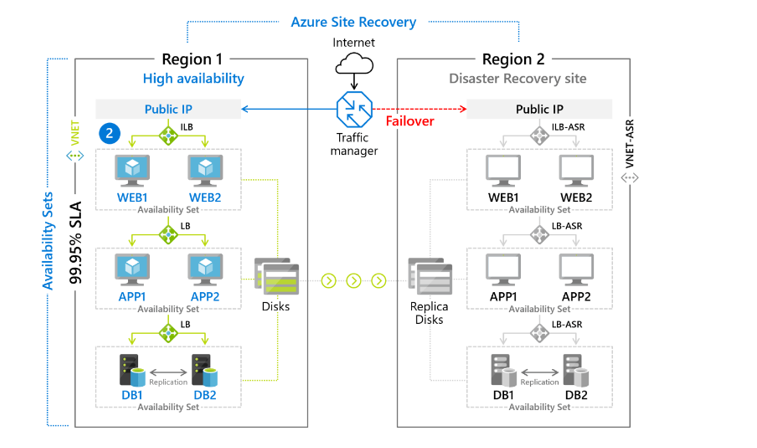 Azure Site Recovery
Internet
Region 1
High availability
Region 2
Disaster Recovery site
Public IP
Traffic
manager
Failover
Public IP
2
ILB
WEB1
WEB2
Availability Set
LB
APP1
APP2
Availability Set
LB
DB1
Replication
DB2
Availability Set
VNET
Availability Sets
99.95% SLA
Disks
Replica
Disks
ILB-ASR
WEB1
WEB2
Availability Set
LB-ASR
APP1
APP2
Availability Set
LB-ASR
DB1
Replication
DB2
Availability Set
VNET-ASR